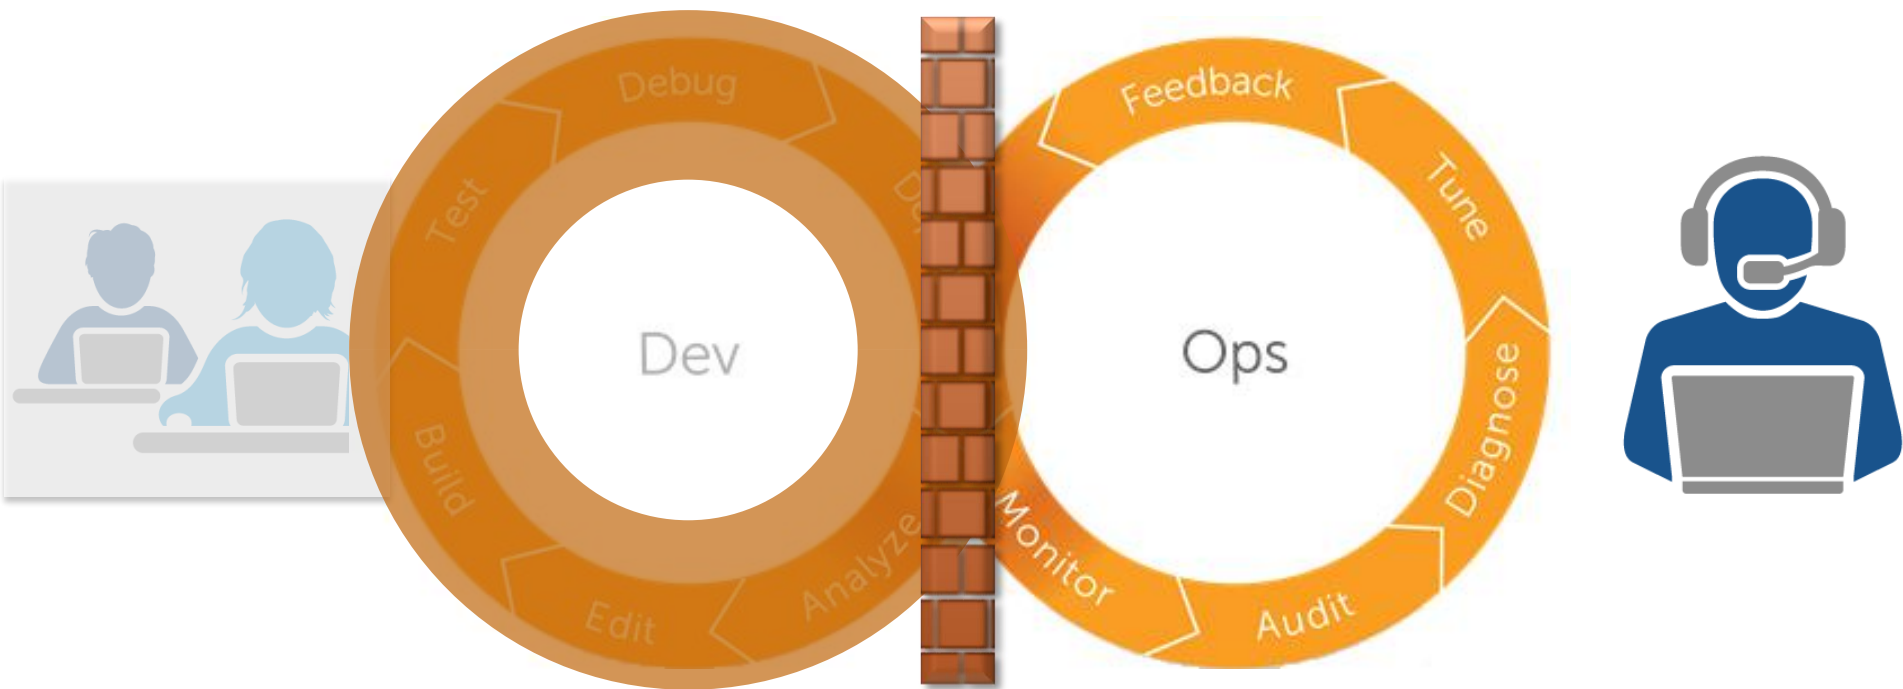 Debug
Test
Dev
Build
Edit
Analyze
Feedback
Tune
Ops
Diagnose
Audit
Monitor